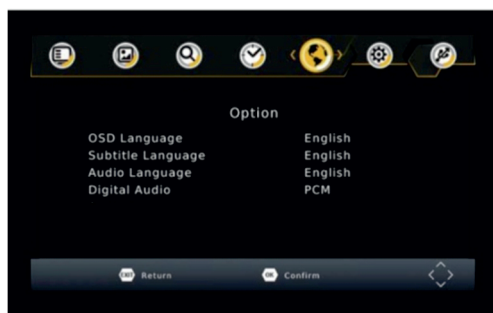 Option
OSD Language English
Subtitle Language English
Audio Language English
Digital Audio PCM
EXIT Return OK Confirm